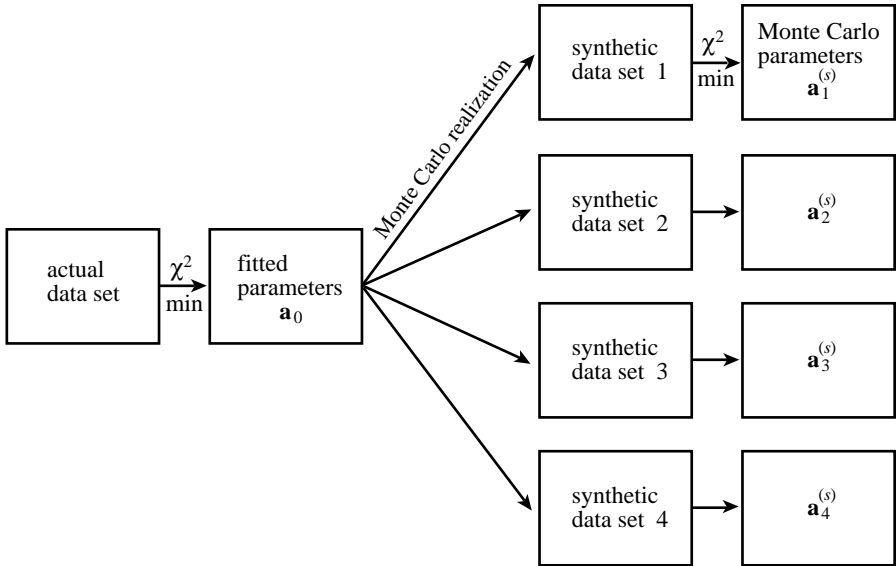 actual
data set
χ²
min
fitted
parameters
a₀
Monte Carlo realization
synthetic
data set 1
χ²
min
Monte Carlo
parameters
a₁⁽ˢ⁾
synthetic
data set 2
a₂⁽ˢ⁾
synthetic
data set 3
a₃⁽ˢ⁾
synthetic
data set 4
a₄⁽ˢ⁾